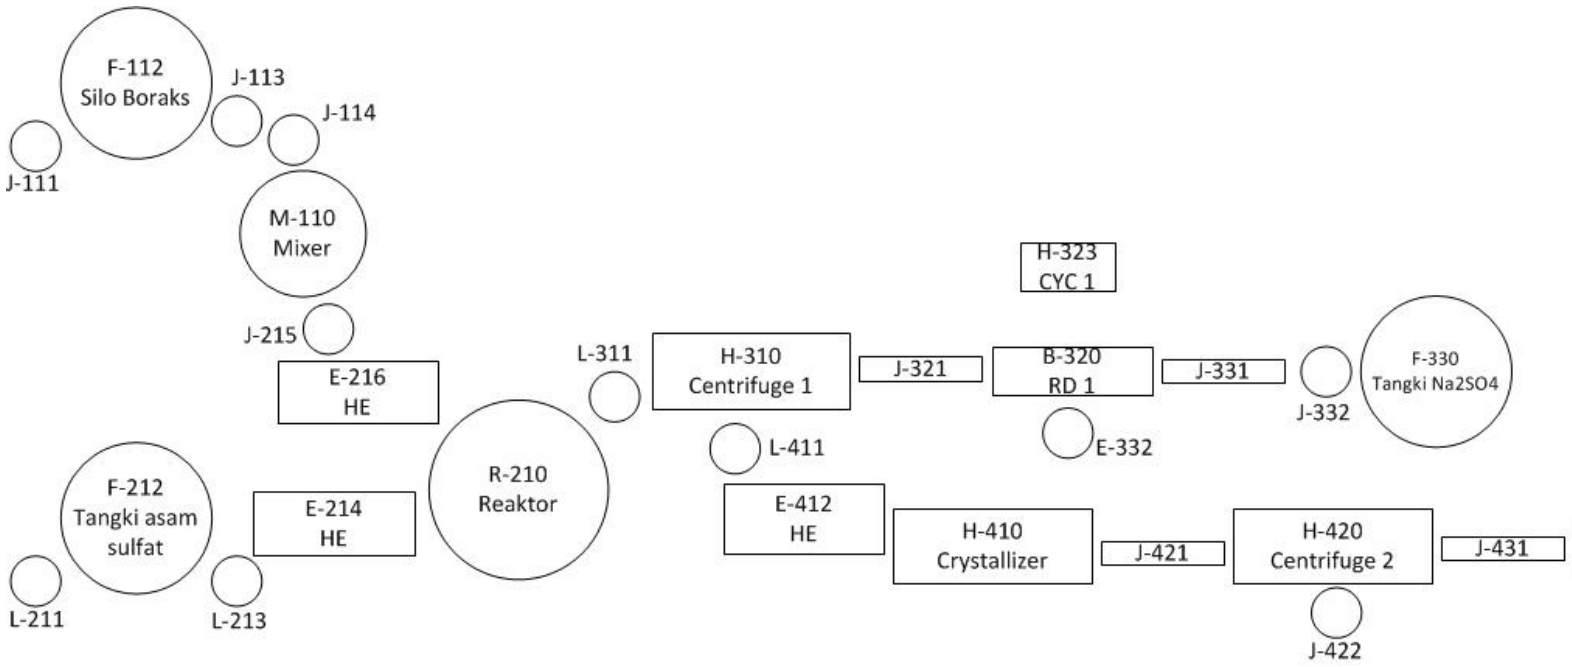 F-112
Silo Boraks
J-113
J-114
J-111
M-110
Mixer
J-215
E-216
HE
F-212
Tangki asam
sulfat
L-211
L-213
E-214
HE
R-210
Reaktor
L-311
H-310
Centrifuge 1
L-411
E-412
HE
J-321
H-323
CYC 1
B-320
RD 1
E-332
J-331
J-332
F-330
Tangki Na2SO4
H-410
Crystallizer
J-421
H-420
Centrifuge 2
J-422
J-431